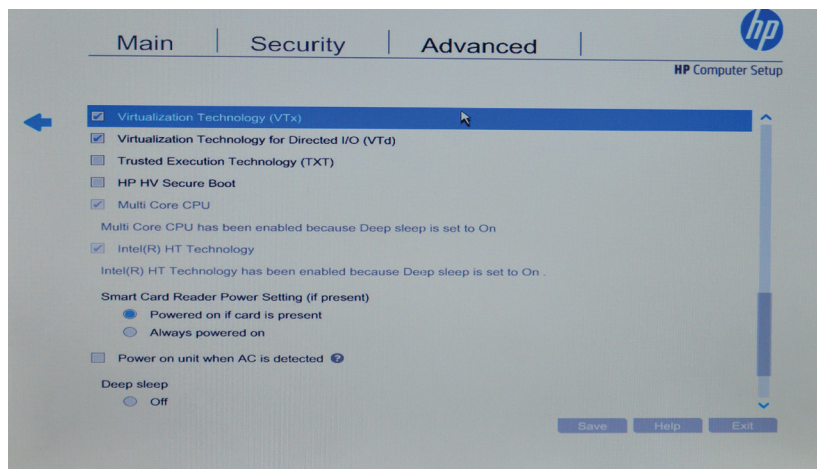 Main
Security
Advanced
hp
HP Computer Setup
Virtualization Technology (VTx)
Virtualization Technology for Directed I/O (VTd)
Trusted Execution Technology (TXT)
HP HV Secure Boot
Multi Core CPU
Multi Core CPU has been enabled because Deep sleep is set to On
Intel(R) HT Technology
Intel(R) HT Technology has been enabled because Deep sleep is set to On .
Smart Card Reader Power Setting (if present)
Powered on if card is present
Always powered on
Power on unit when AC is detected ?
Deep sleep
Off
Save Help Exit